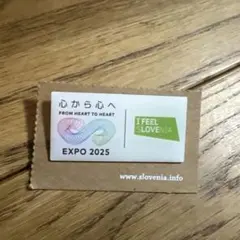 心から心へ
FROM HEART TO HEART
EXPO 2025
I FEEL
SLOVENIA
www.slovenia.info